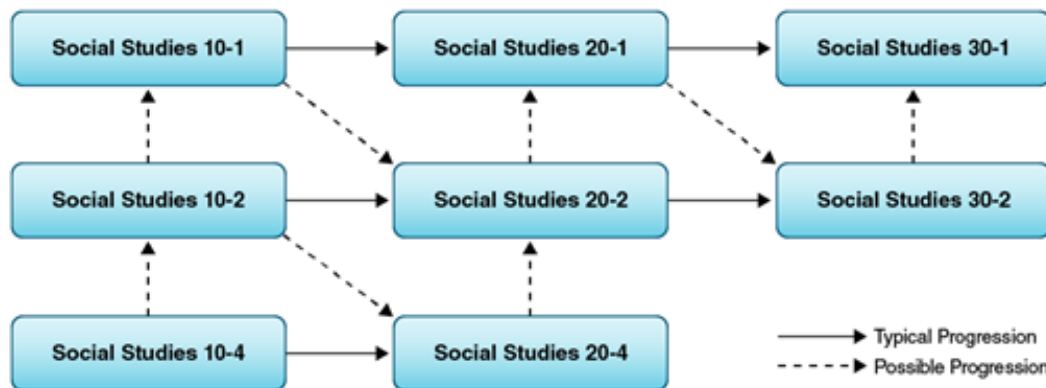 Social Studies 10-1
Social Studies 20-1
Social Studies 30-1
Social Studies 10-2
Social Studies 20-2
Social Studies 30-2
Social Studies 10-4
Social Studies 20-4
Typical Progression
Possible Progression